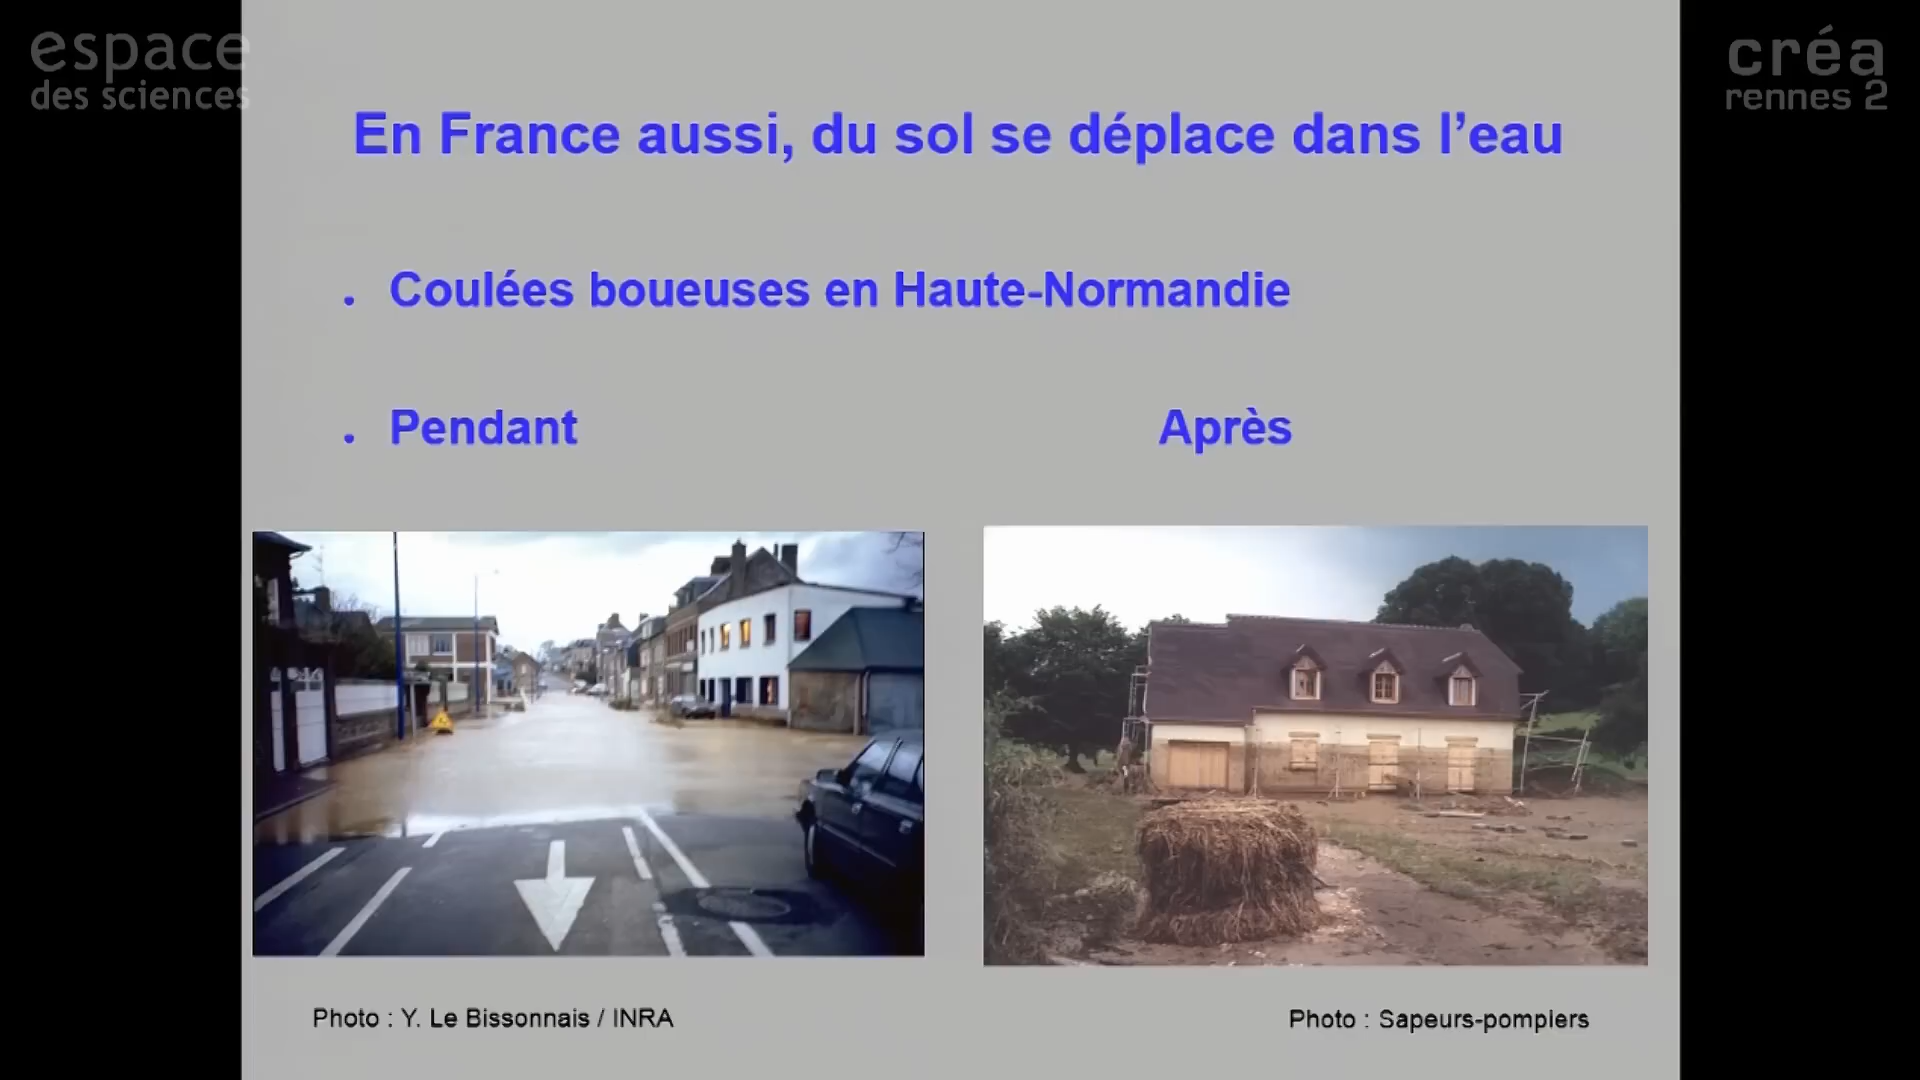 espace
des sciences
créa
rennes 2
En France aussi, du sol se déplace dans l’eau
. Coulées boueuses en Haute-Normandie
. Pendant Après
Photo : Y. Le Bissonnais / INRA
Photo : Sapeurs-pompiers